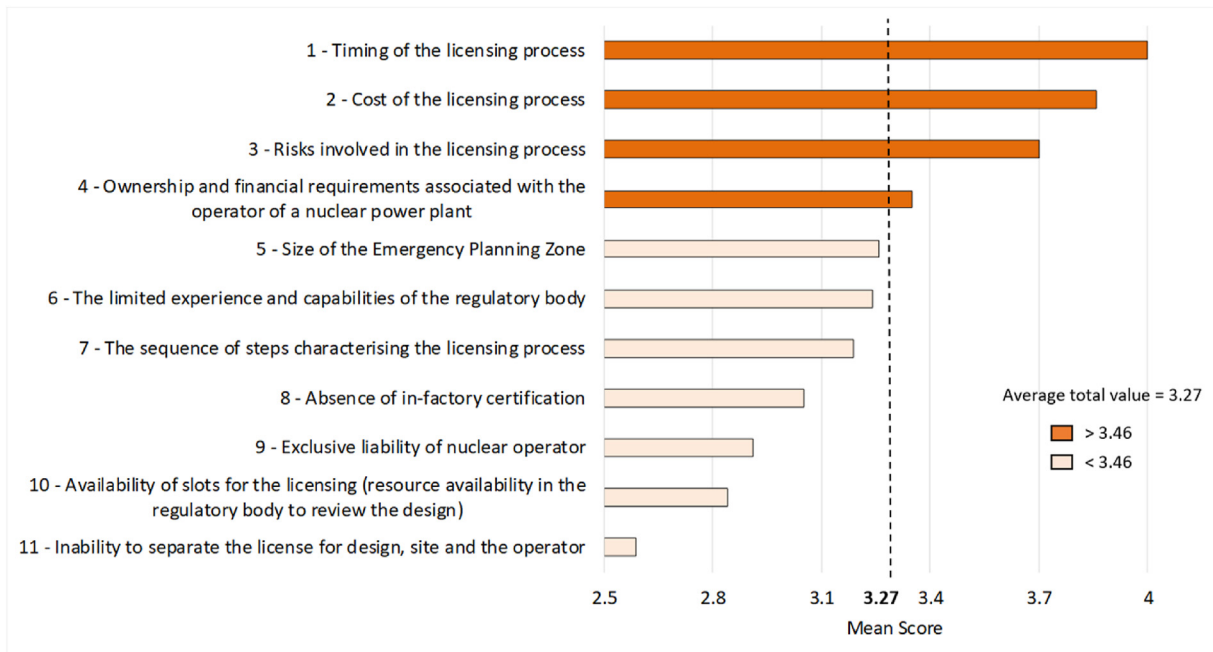 1 - Timing of the licensing process
2 - Cost of the licensing process
3 - Risks involved in the licensing process
4 - Ownership and financial requirements associated with the
operator of a nuclear power plant
5 - Size of the Emergency Planning Zone
6 - The limited experience and capabilities of the regulatory body
7 - The sequence of steps characterising the licensing process
8 - Absence of in-factory certification
9 - Exclusive liability of nuclear operator
10 - Availability of slots for the licensing (resource availability in the
regulatory body to review the design)
11 - Inability to separate the license for design, site and the operator
Average total value = 3.27
> 3.46
< 3.46
2.5 2.8 3.1 3.27 3.4 3.7 4
Mean Score